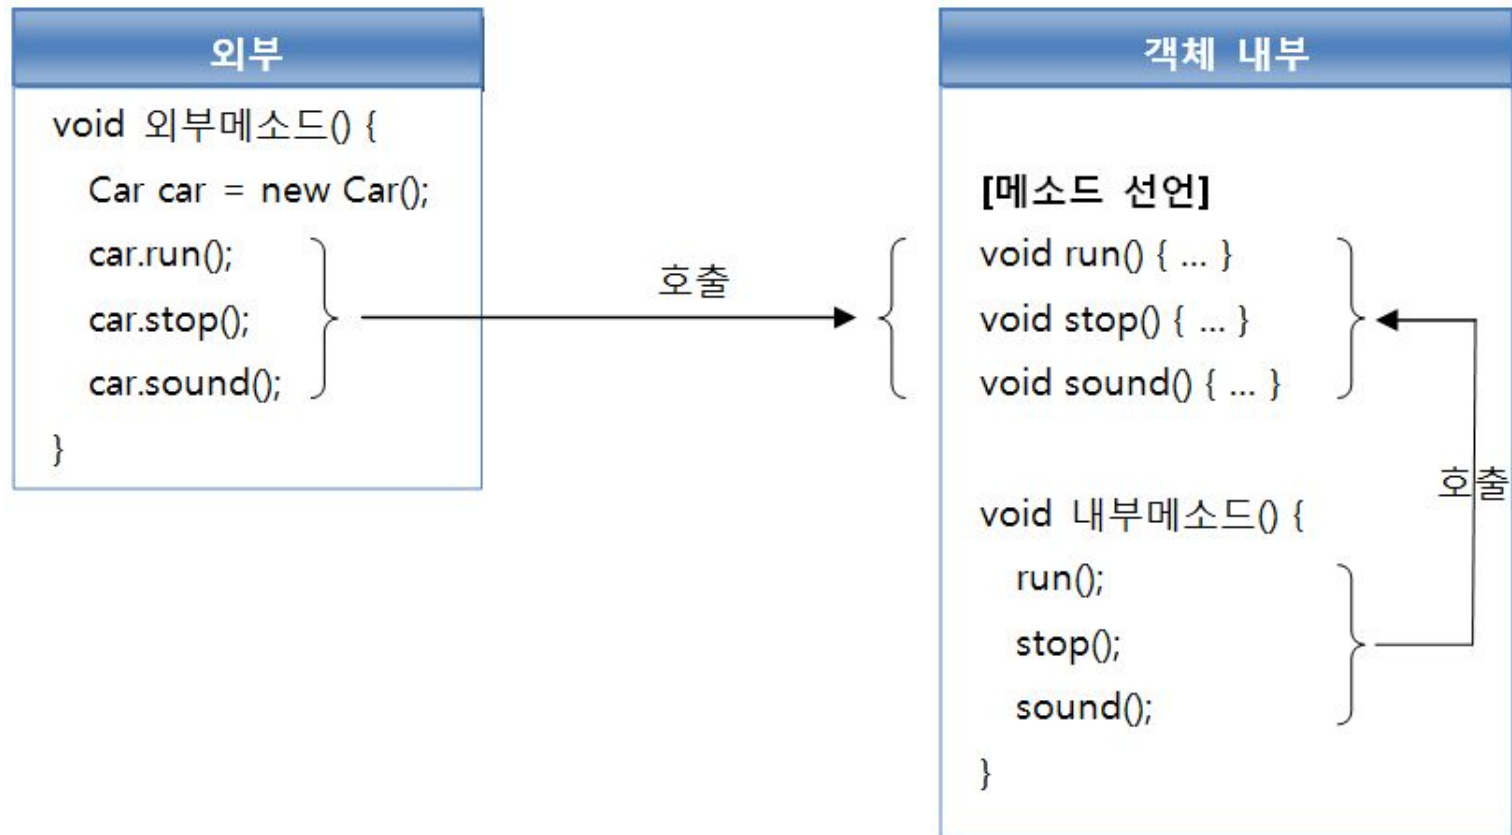 외부
void 외부메소드() {
Car car = new Car();
car.run();
car.stop();
car.sound();
}
호출
객체 내부
[메소드 선언]
void run() { ... }
void stop() { ... }
void sound() { ... }
호출
void 내부메소드() {
run();
stop();
sound();
}